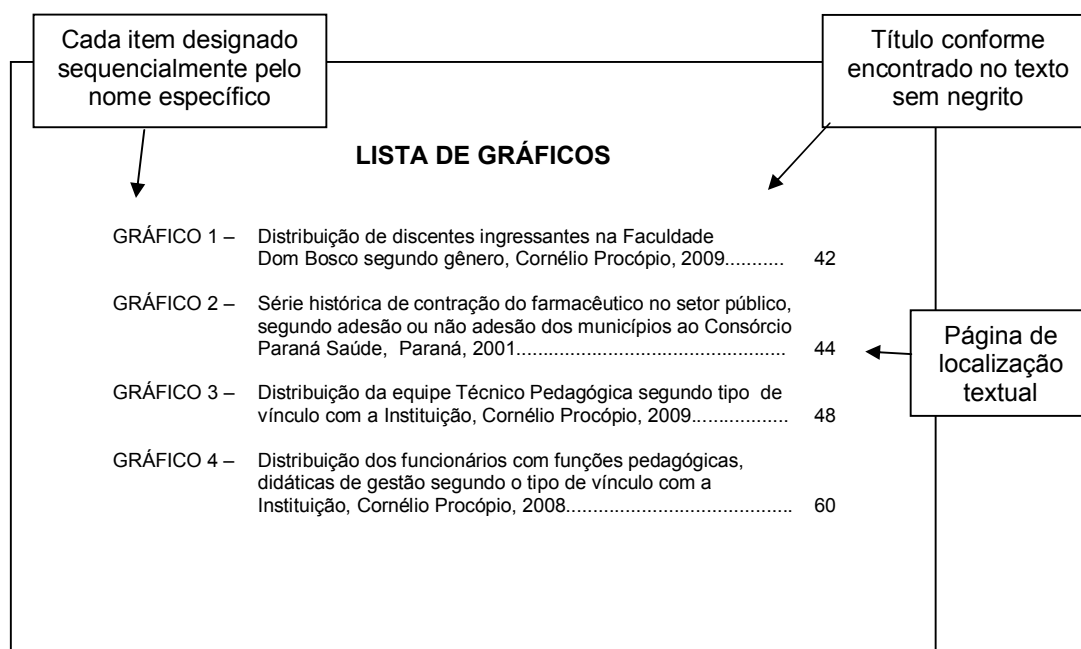 Cada item designado
sequencialmente pelo
nome específico
Título conforme
encontrado no texto
sem negrito
LISTA DE GRÁFICOS
GRÁFICO 1 – Distribuição de discentes ingressantes na Faculdade
Dom Bosco segundo gênero, Cornélio Procópio, 2009........... 42
GRÁFICO 2 – Série histórica de contração do farmacêutico no setor público,
segundo adesão ou não adesão dos municípios ao Consórcio
Paraná Saúde, Paraná, 2001.................................................. 44
GRÁFICO 3 – Distribuição da equipe Técnico Pedagógica segundo tipo de
vínculo com a Instituição, Cornélio Procópio, 2009.................. 48
GRÁFICO 4 – Distribuição dos funcionários com funções pedagógicas,
didáticas de gestão segundo o tipo de vínculo com a
Instituição, Cornélio Procópio, 2008.......................................... 60
Página de
localização
textual